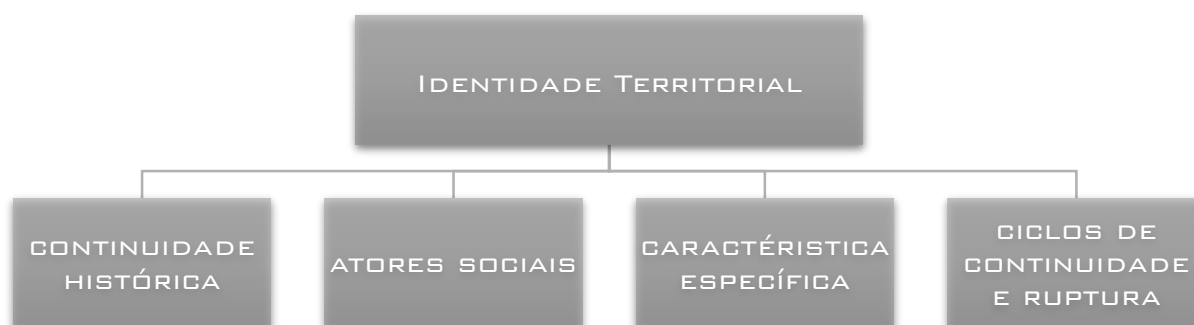 Identidade Territorial
CONTINUIDADE
HISTÓRICA
ATORES SOCIAIS
CARACTÉRISTICA
ESPECÍFICA
CICLOS DE
CONTINUIDADE
E RUPTURA